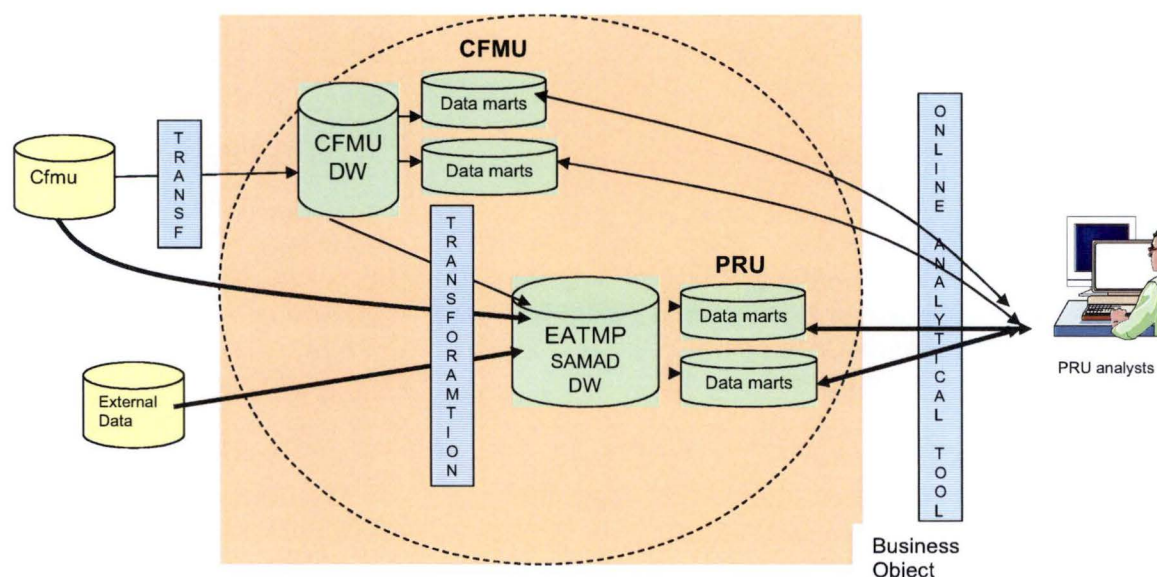 CFMU
Data marts
Data marts
CFMU
DW
Cfmu
TRANSF
TRANSFORAMTION
PRU
Data marts
Data marts
EATMP
SAMAD
DW
External
Data
ONLINE ANALYTICAL TOOL
PRU analysts
Business
Object